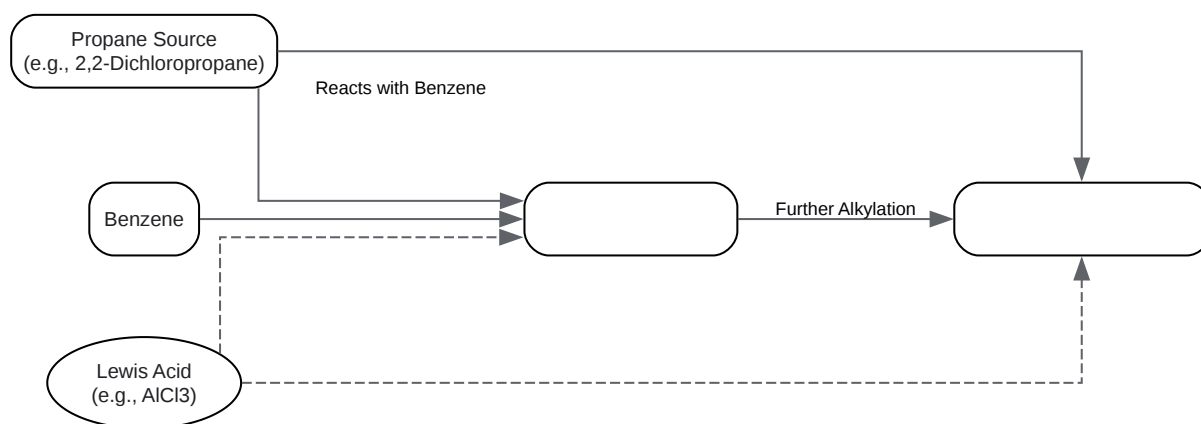 Propane Source
(e.g., 2,2-Dichloropropane)
Reacts with Benzene
Benzene
Further Alkylation
Lewis Acid
(e.g., AlCl3)